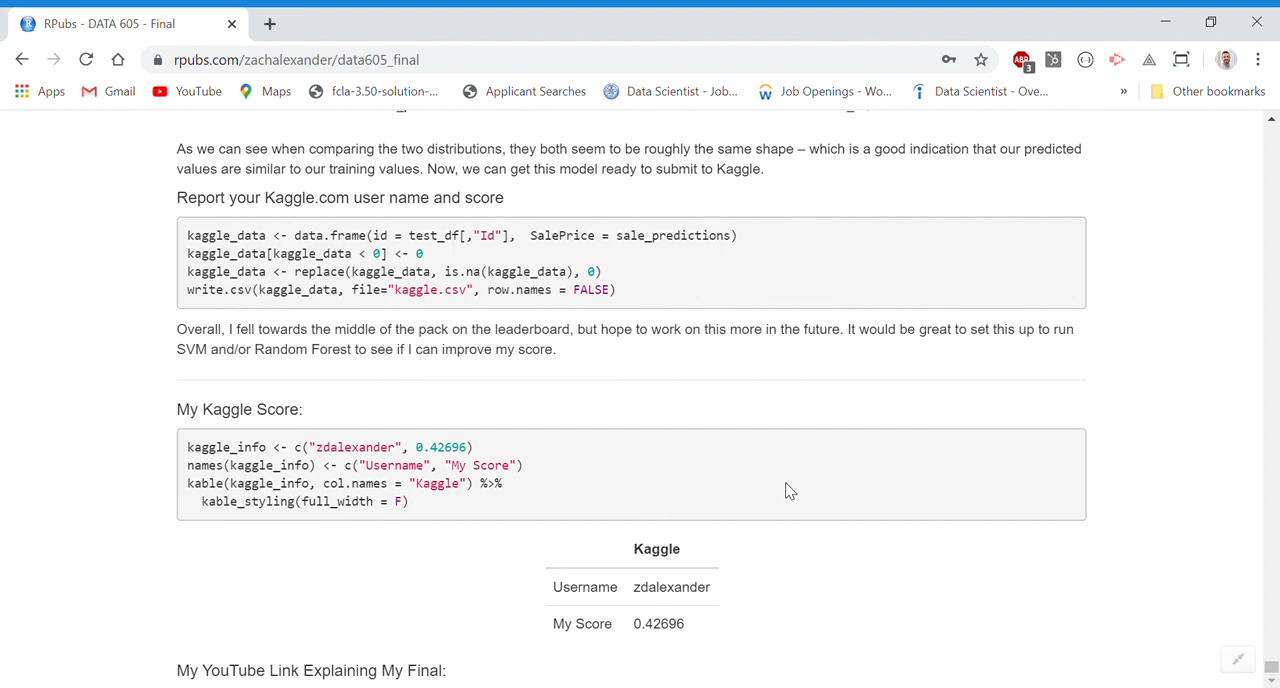 RPubs - DATA 605 - Final
rpubs.com/zachalexander/data605_final
ABP
3
Apps
Gmail
YouTube
Maps
fcla-3.50-solution-...
Applicant Searches
Data Scientist - Job...
Job Openings - Wo...
Data Scientist - Ove...
»
Other bookmarks
As we can see when comparing the two distributions, they both seem to be roughly the same shape – which is a good indication that our predicted
values are similar to our training values. Now, we can get this model ready to submit to Kaggle.
Report your Kaggle.com user name and score
kaggle_data <- data.frame(id = test_df[,"Id"],  SalePrice = sale_predictions)
kaggle_data[kaggle_data < 0] <- 0
kaggle_data <- replace(kaggle_data, is.na(kaggle_data), 0)
write.csv(kaggle_data, file="kaggle.csv", row.names = FALSE)
Overall, I fell towards the middle of the pack on the leaderboard, but hope to work on this more in the future. It would be great to set this up to run
SVM and/or Random Forest to see if I can improve my score.
My Kaggle Score:
kaggle_info <- c("zdalexander", 0.42696)
names(kaggle_info) <- c("Username", "My Score")
kable(kaggle_info, col.names = "Kaggle") %>%
  kable_styling(full_width = F)
Kaggle
Username zdalexander
My Score 0.42696
My YouTube Link Explaining My Final: